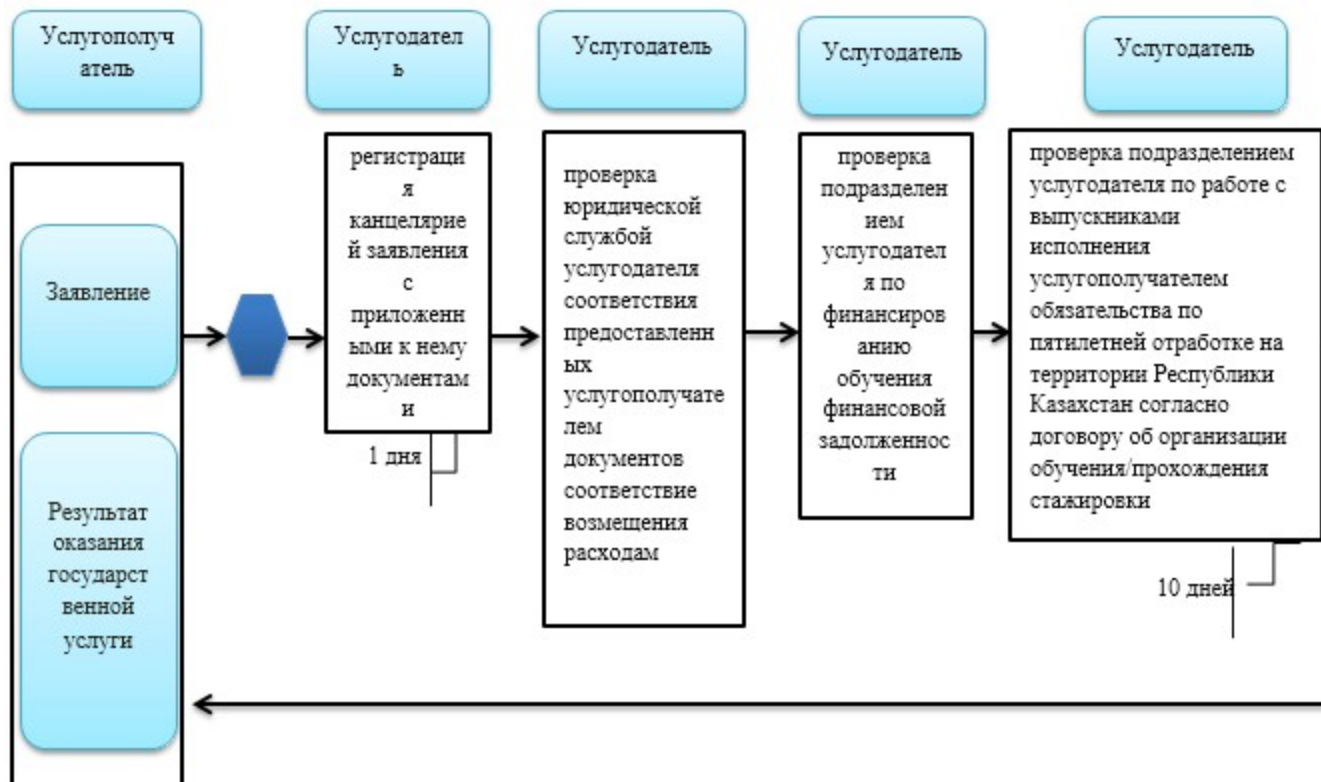 Услугополуч
атель
Услугодател
ь
Услугодатель
Услугодатель
Услугодатель
Заявление
Результат
оказания
государст
венной
услуги
регистраци
я
канцелярие
й заявления
с
приложенн
ыми к нему
документам
и
1 дня
проверка
юридической
службой
услугодателя
соответствия
предоставленн
ых
услугополучате
лем
документов
соответствие
возмещения
расходам
проверка
подразделен
ием
услугодател
я по
финансиров
анию
обучения
финансовой
задолженнос
ти
проверка подразделением
услугодателя по работе с
выпускниками
исполнения
услугополучателем
обязательства по
пятилетней отработке на
территории Республики
Казахстан согласно
договору об организации
обучения/прохождения
стажировки
10 дней